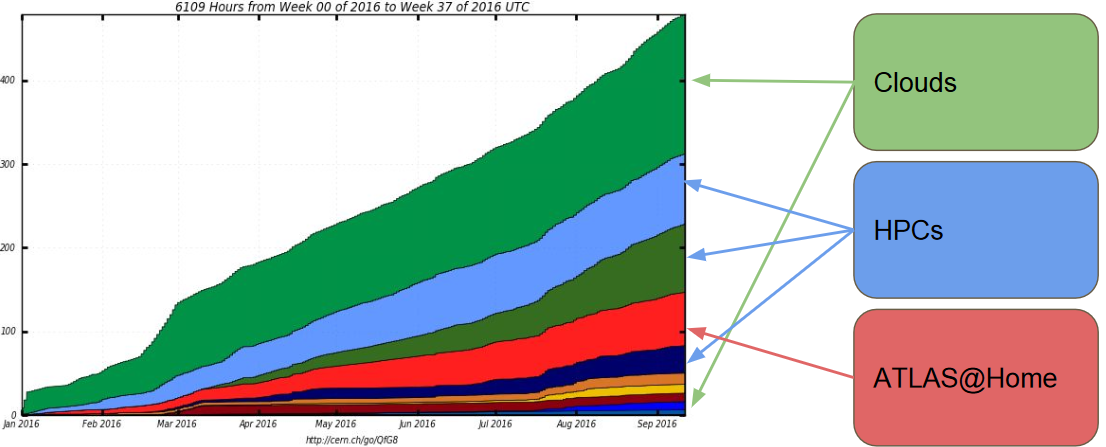 6109 Hours from Week 00 of 2016 to Week 37 of 2016 UTC
400
300
200
100
0
Jan 2016 Feb 2016 Mar 2016 Apr 2016 May 2016 Jun 2016 Jul 2016 Aug 2016 Sep 2016
http://cern.ch/go/QfG8
Clouds
HPCs
ATLAS@Home